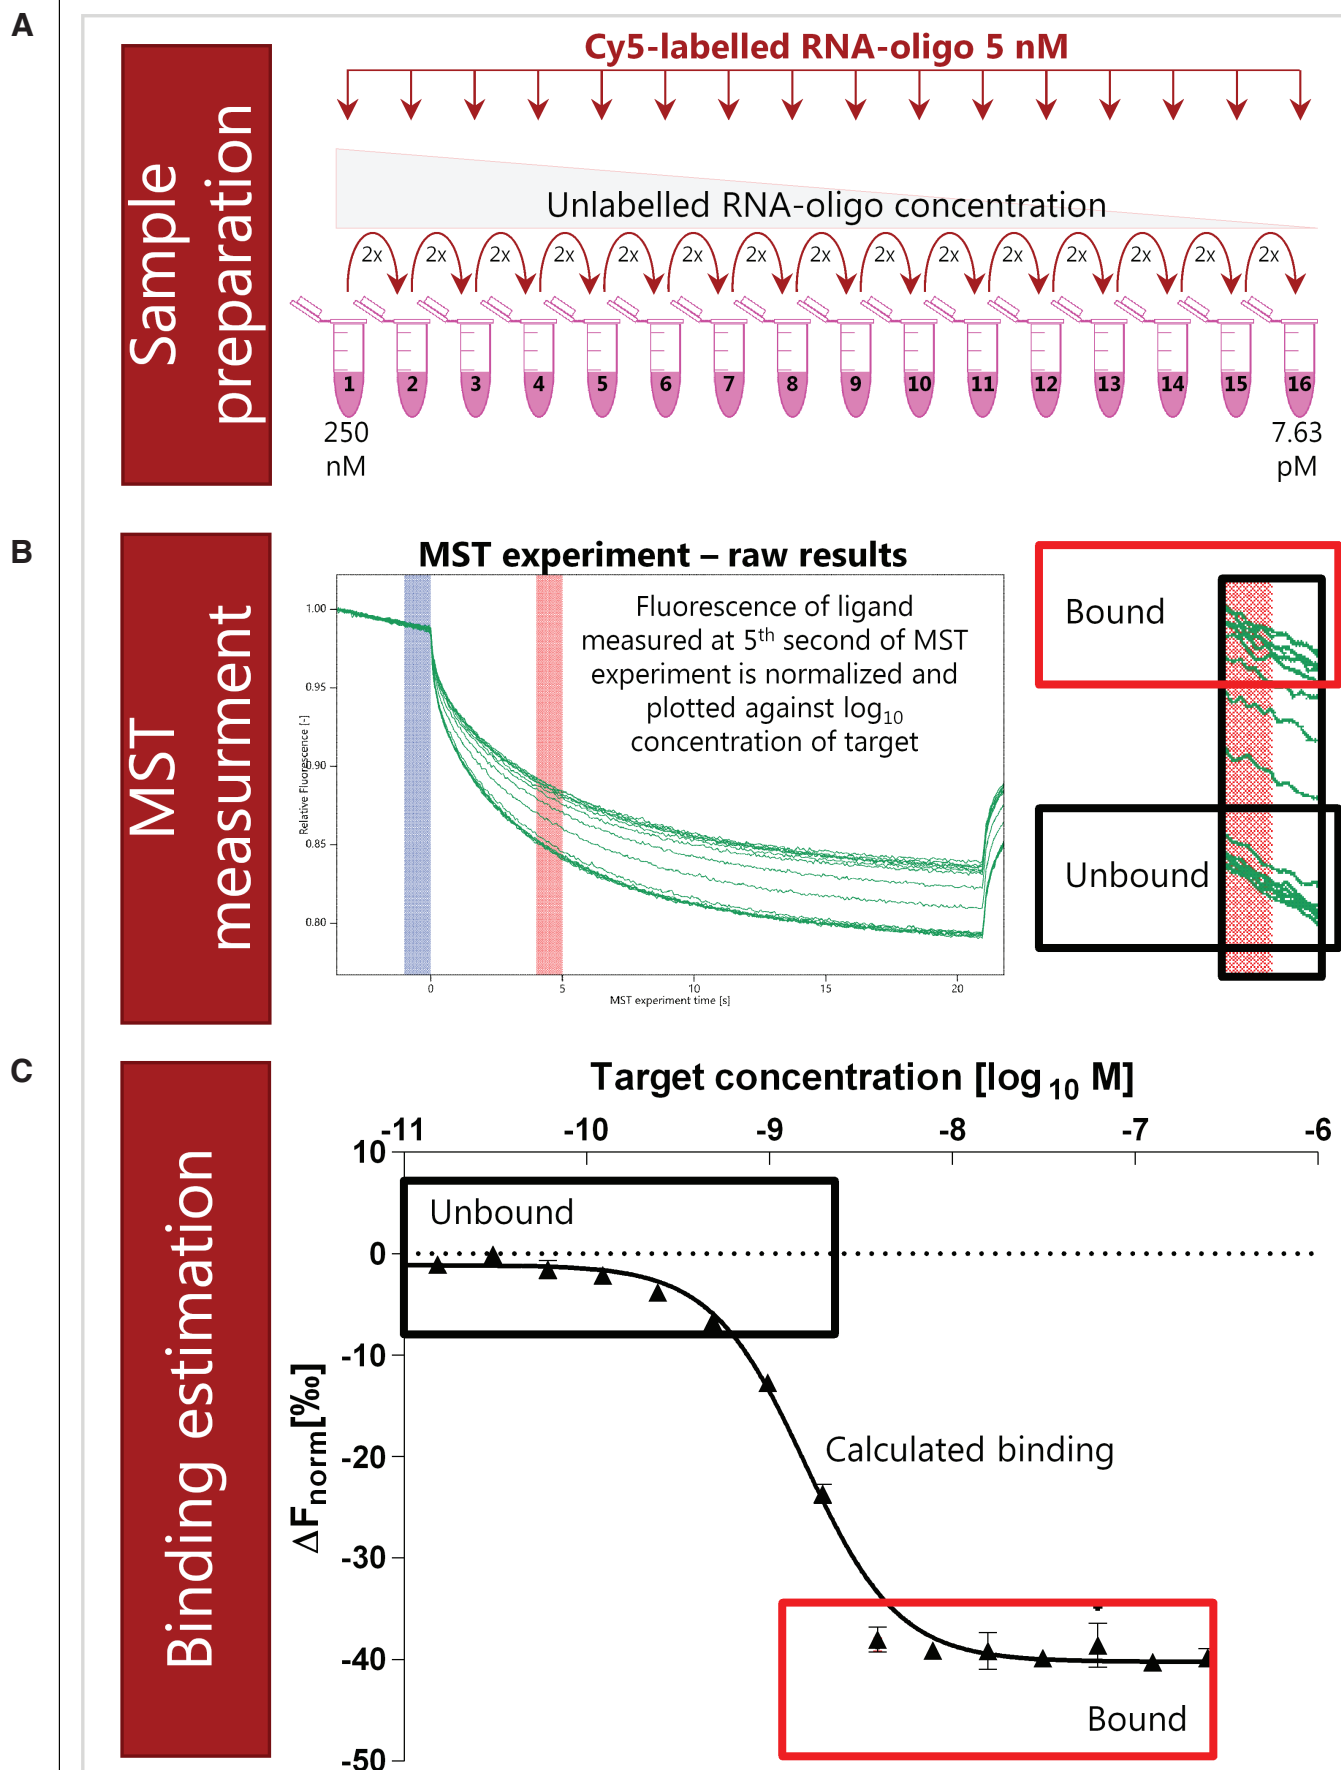 A
Sample
preparation
Cy5-labelled RNA-oligo 5 nM
Unlabelled RNA-oligo concentration
2x 2x 2x 2x 2x 2x 2x 2x 2x 2x 2x 2x 2x 2x 2x
1 2 3 4 5 6 7 8 9 10 11 12 13 14 15 16
250
nM
7.63
pM
B
MST
measurment
MST experiment – raw results
Fluorescence of ligand
measured at 5th second of MST
experiment is normalized and
plotted against log10
concentration of target
Relative Fluorescence [-]
1.00
0.95
0.90
0.85
0.80
0 5 10 15 20
MST experiment time [s]
Bound
Unbound
C
Binding estimation
Target concentration [log10 M]
-11 -10 -9 -8 -7 -6
ΔFnorm[‰]
10
0
-10
-20
-30
-40
-50
Unbound
Calculated binding
Bound